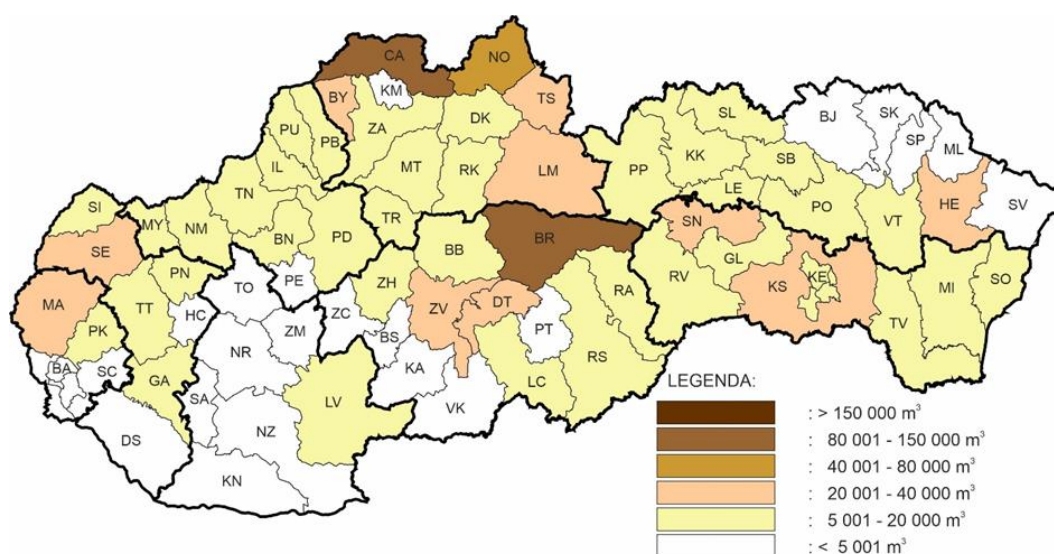 CA
NO
BY
KM
TS
PU
PB
ZA
DK
IL
MT
RK
LM
TN
SI
MY
NM
BN
PD
TR
SE
BB
BR
PN
PE
MA
TT
TO
ZH
PK
HC
ZV
DT
ZC
RA
ZM
BS
PT
BA
SC
NR
KA
RS
GA
SA
LV
LC
NZ
VK
DS
KN
BJ
SK
SP
ML
SL
KK
SB
PP
LE
PO
VT
HE
SV
SN
GL
RV
KS
KE
MI
SO
TV
LEGENDA:
: > 150 000 m³
: 80 001 - 150 000 m³
: 40 001 - 80 000 m³
: 20 001 - 40 000 m³
: 5 001 - 20 000 m³
: < 5 001 m³